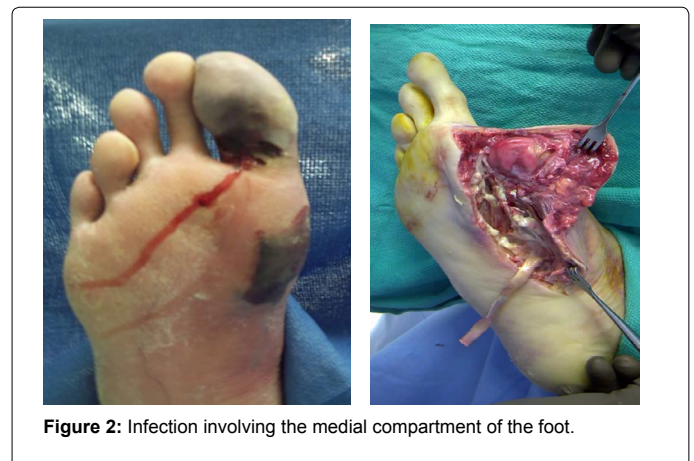 Figure 2: Infection involving the medial compartment of the foot.